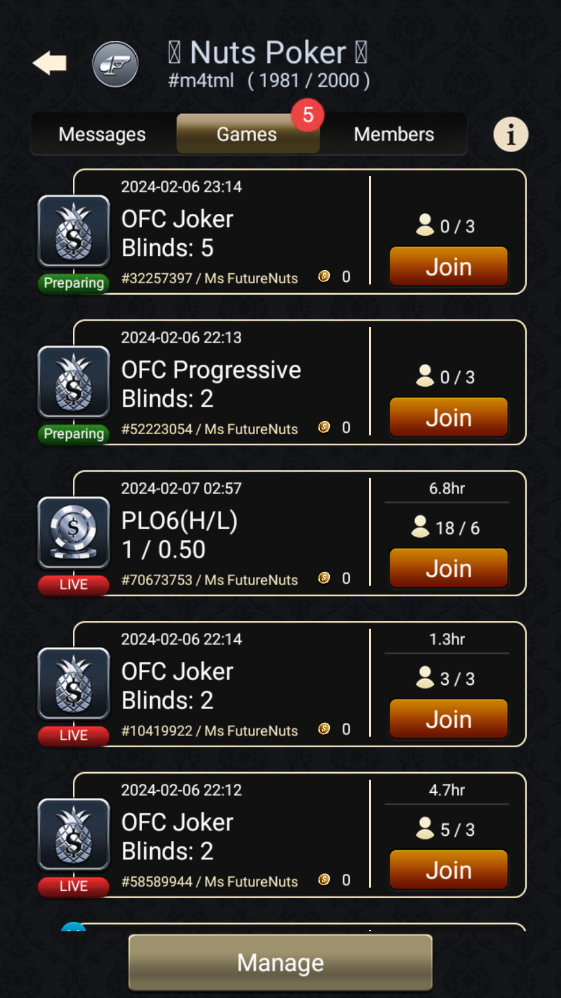 Nuts Poker
#m4tml ( 1981 / 2000 )
5
Messages
Games
Members
i
2024-02-06 23:14
OFC Joker
Blinds: 5
#32257397 / Ms FutureNuts
0
Preparing
0 / 3
Join
2024-02-06 22:13
OFC Progressive
Blinds: 2
#52223054 / Ms FutureNuts
0
Preparing
0 / 3
Join
2024-02-07 02:57
PLO6(H/L)
1 / 0.50
#70673753 / Ms FutureNuts
0
LIVE
6.8hr
18 / 6
Join
2024-02-06 22:14
OFC Joker
Blinds: 2
#10419922 / Ms FutureNuts
0
LIVE
1.3hr
3 / 3
Join
2024-02-06 22:12
OFC Joker
Blinds: 2
#58589944 / Ms FutureNuts
0
LIVE
4.7hr
5 / 3
Join
Manage